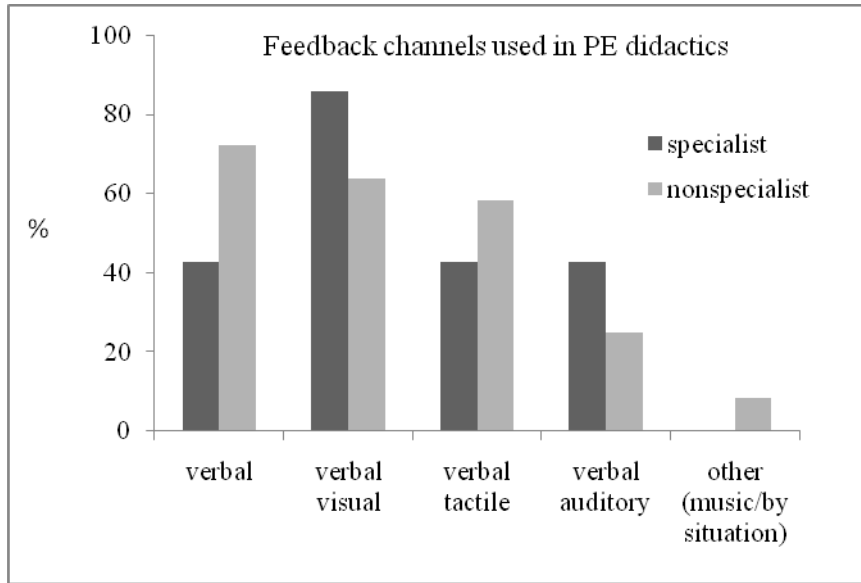 Feedback channels used in PE didactics
100
80
60
40
20
0
%
specialist
nonspecialist
verbal
verbal
visual
verbal
tactile
verbal
auditory
other
(music/by
situation)